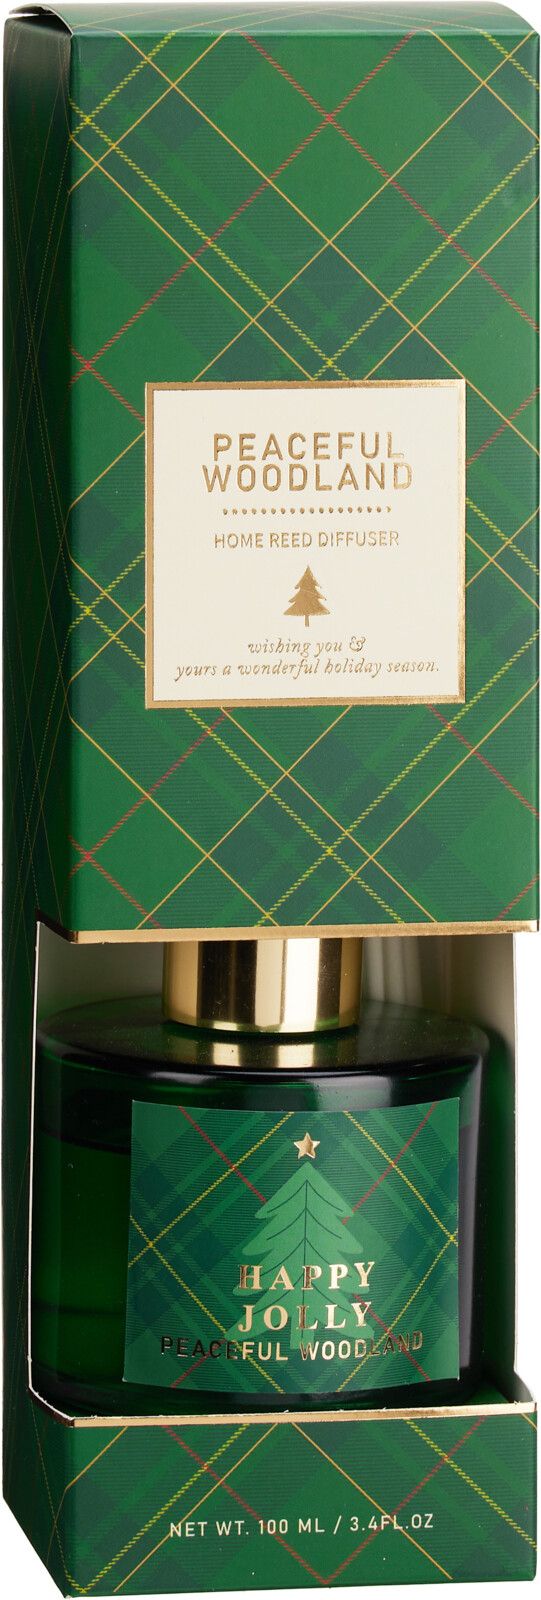 PEACEFUL
WOODLAND
HOME REED DIFFUSER
wishing you &
yours a wonderful holiday season.
HAPPY
JOLLY
PEACEFUL WOODLAND
NET WT. 100 ML / 3.4FL.OZ